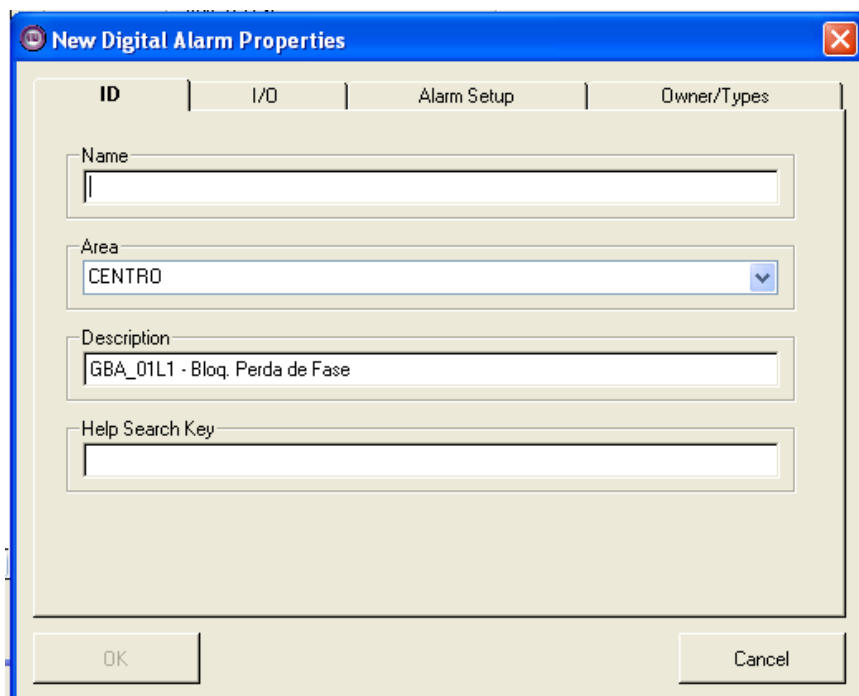 New Digital Alarm Properties
ID I/O Alarm Setup Owner/Types
Name
Area
CENTRO
Description
GBA_01L1 - Bloq. Perda de Fase
Help Search Key
OK Cancel